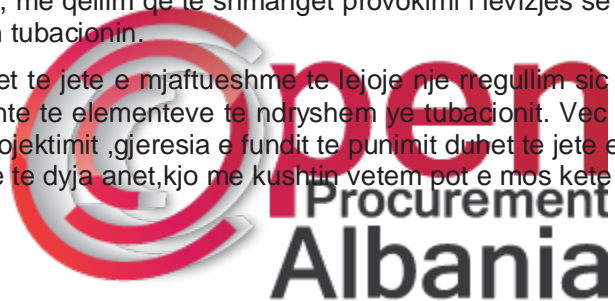 , me qellim qe te shmanget provokimi i levizjes se
tubacionin.
et te jete e mjaftueshme te lejoje nje rregullim sic
nte te elementeve te ndryshem ye tubacionit. Vec
ojektimit ,gjeresia e fundit te punimit duhet te jete e
e te dyja anet,kjo me kushtin vetem pot e mos kete
Open
Procurement
Albania